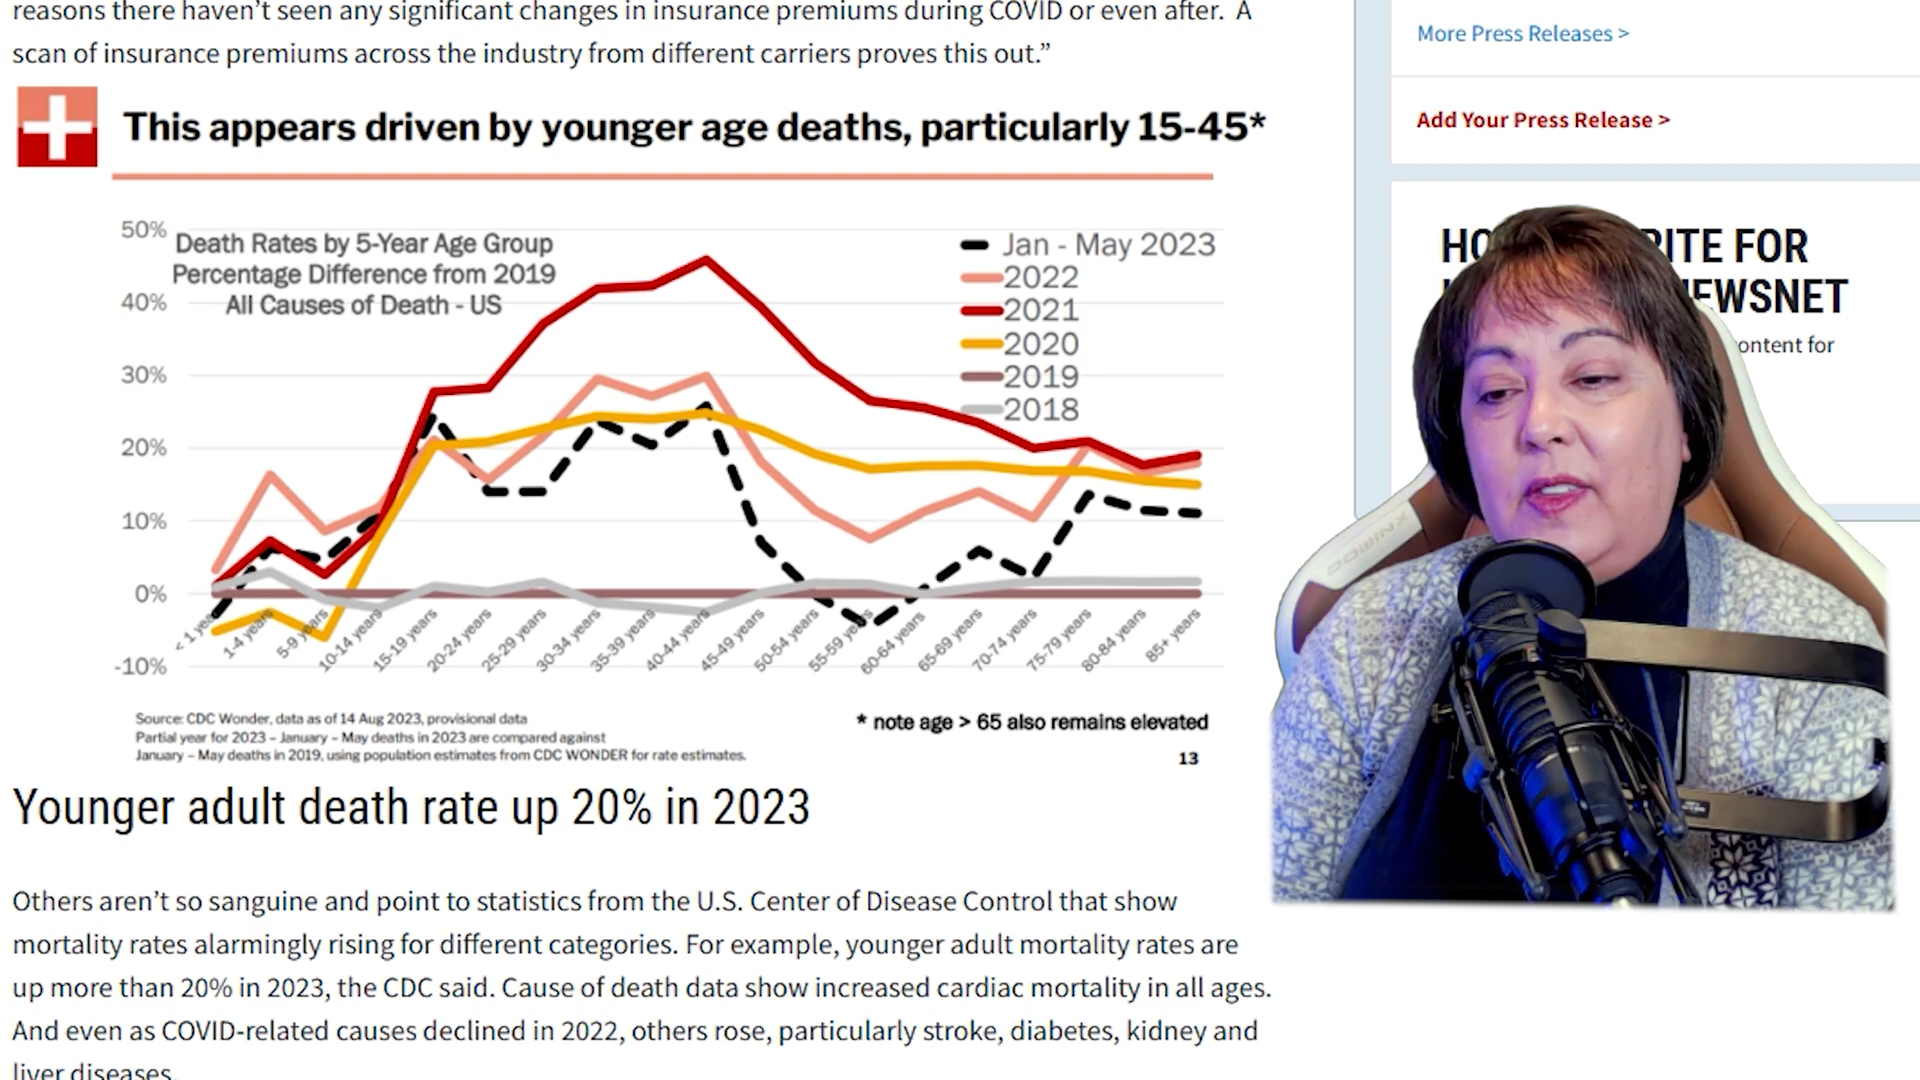 reasons there haven’t seen any significant changes in insurance premiums during COVID or even after. A
scan of insurance premiums across the industry from different carriers proves this out.”
This appears driven by younger age deaths, particularly 15-45*
50%
40%
30%
20%
10%
0%
-10%
Death Rates by 5-Year Age Group
Percentage Difference from 2019
All Causes of Death - US
Jan - May 2023
2022
2021
2020
2019
2018
< 1 year
1-4 years
5-9 years
10-14 years
15-19 years
20-24 years
25-29 years
30-34 years
35-39 years
40-44 years
45-49 years
50-54 years
55-59 years
60-64 years
65-69 years
70-74 years
75-79 years
80-84 years
85+ years
Source: CDC Wonder, data as of 14 Aug 2023, provisional data
Partial year for 2023 – January – May deaths in 2023 are compared against
January – May deaths in 2019, using population estimates from CDC WONDER for rate estimates.
* note age > 65 also remains elevated
13
Younger adult death rate up 20% in 2023
Others aren’t so sanguine and point to statistics from the U.S. Center of Disease Control that show
mortality rates alarmingly rising for different categories. For example, younger adult mortality rates are
up more than 20% in 2023, the CDC said. Cause of death data show increased cardiac mortality in all ages.
And even as COVID-related causes declined in 2022, others rose, particularly stroke, diabetes, kidney and
liver diseases.
More Press Releases >
Add Your Press Release >
FOR
content for